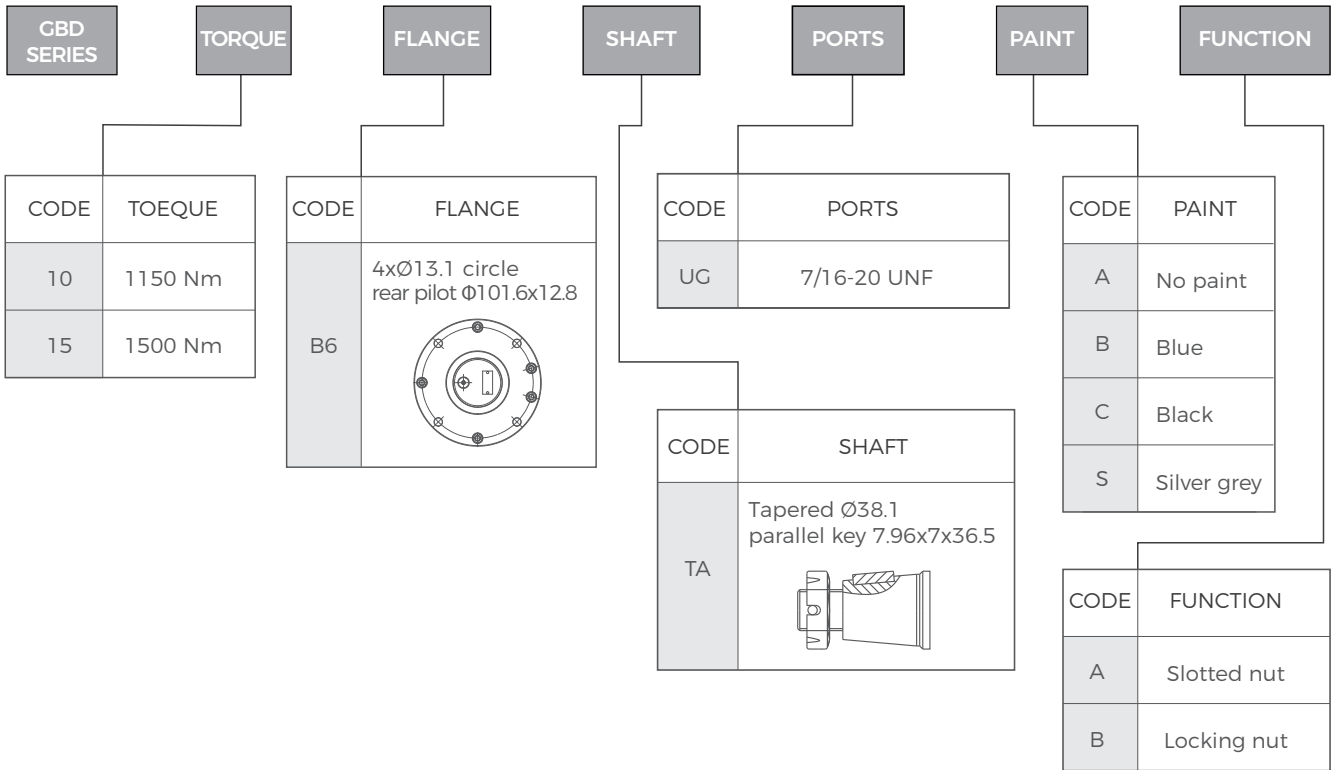 GBD
SERIES
TORQUE
FLANGE
SHAFT
PORTS
PAINT
FUNCTION
CODE TOEQUE
10 1150 Nm
15 1500 Nm
CODE FLANGE
B6
4xØ13.1 circle
rear pilot Φ101.6x12.8
CODE PORTS
UG 7/16-20 UNF
CODE SHAFT
TA
Tapered Ø38.1
parallel key 7.96x7x36.5
CODE PAINT
A No paint
B Blue
C Black
S Silver grey
CODE FUNCTION
A Slotted nut
B Locking nut